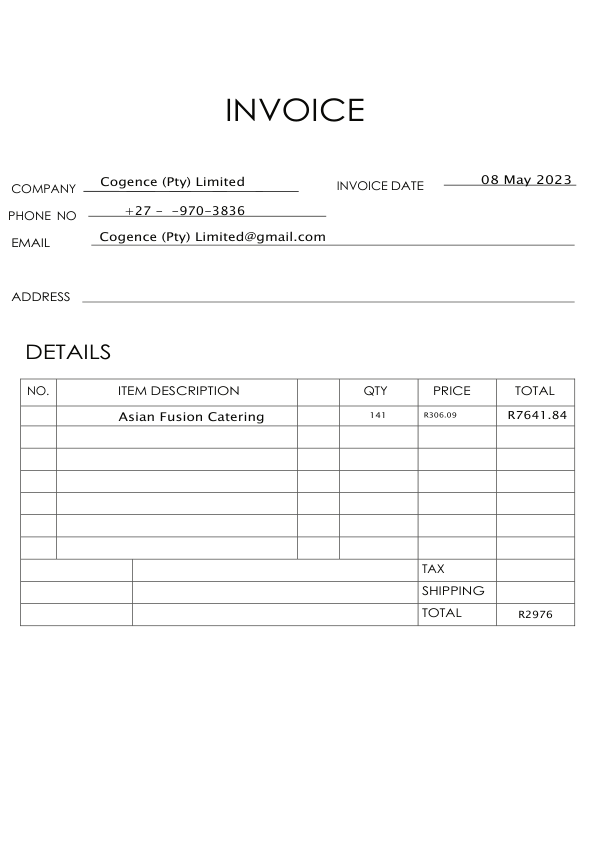 INVOICE
COMPANY Cogence (Pty) Limited INVOICE DATE 08 May 2023
PHONE NO +27 - -970-3836
EMAIL Cogence (Pty) Limited@gmail.com
ADDRESS
DETAILS
NO. ITEM DESCRIPTION QTY PRICE TOTAL
Asian Fusion Catering 141 R306.09 R7641.84
TAX
SHIPPING
TOTAL R2976